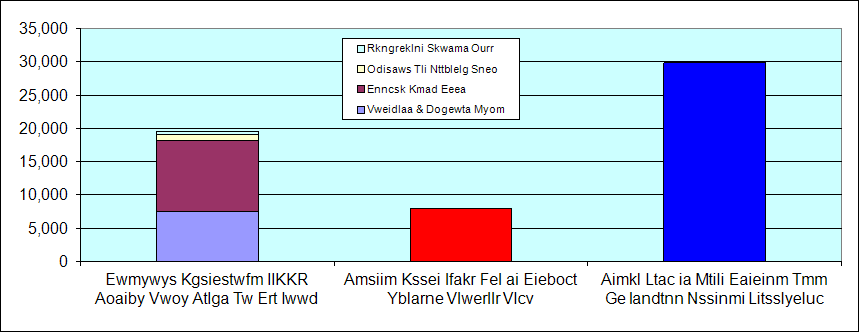 35,000
30,000
25,000
20,000
15,000
10,000
5,000
0
Rkngreklni Skwama Ourr
Odisaws Tli Nttblelg Sneo
Enncsk Kmad Eeea
Vweidlaa & Dogewta Myom
Ewmywys Kgsiestwfm IIKKR
Aoaiby Vwoy Atlga Tw Ert Iwwd
Amsiim Kssei Ifakr Fel ai Eieboct
Yblarne Vlwerllr Vlcv
Aimkl Ltac ia Mtili Eaieinm Tmm
Ge Iandtnn Nssinmi Litsslyeluc